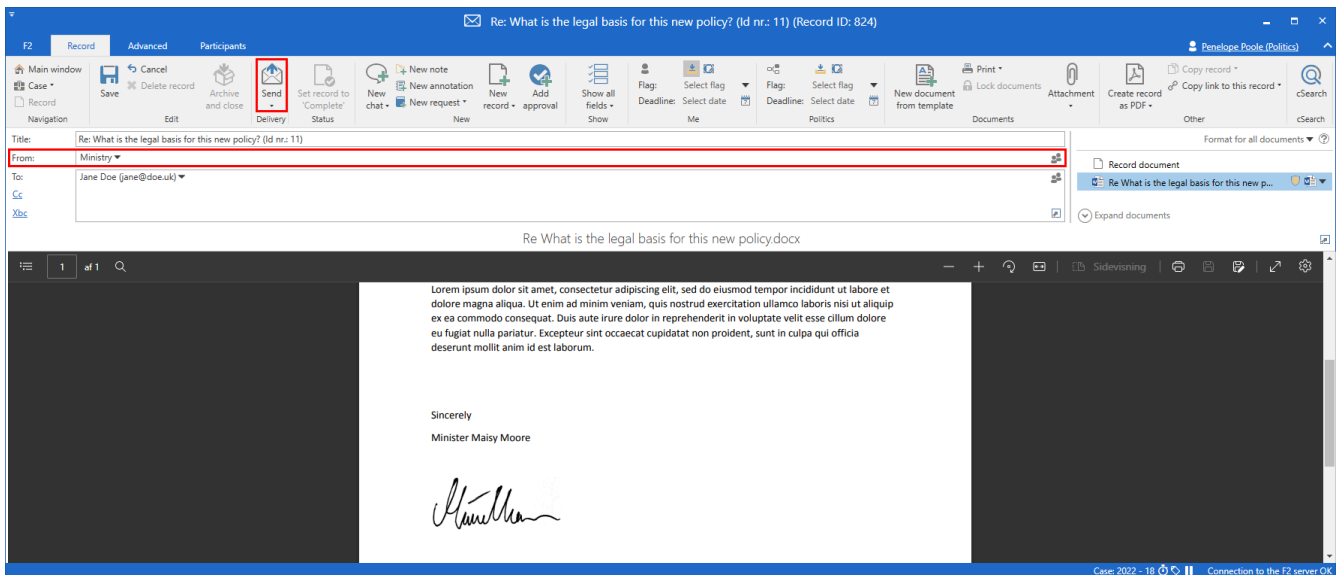 Re: What is the legal basis for this new policy? (Id nr.: 11) (Record ID: 824)
F2 Record Advanced Participants
Penelope Poole (Politics)
Main window
Case
Record
Navigation
Save
Cancel
Delete record
Archive and close
Edit
Send
Delivery
Set record to 'Complete'
Status
New chat
New note
New annotation
New request
New record
Add approval
New
Show all fields
Show
Flag: Select flag
Deadline: Select date
Me
Flag: Select flag
Deadline: Select date
Politics
New document from template
Print
Lock documents
Attachment
Documents
Create record as PDF
Copy record
Copy link to this record
Other
cSearch
cSearch
Title: Re: What is the legal basis for this new policy? (Id nr.: 11)
From: Ministry
To: Jane Doe (jane@doe.uk)
Cc
Xbc
Format for all documents
Record document
Re What is the legal basis for this new p...
Expand documents
Re What is the legal basis for this new policy.docx
1 af 1
Sidevisning
Lorem ipsum dolor sit amet, consectetur adipiscing elit, sed do eiusmod tempor incididunt ut labore et
dolore magna aliqua. Ut enim ad minim veniam, quis nostrud exercitation ullamco laboris nisi ut aliquip
ex ea commodo consequat. Duis aute irure dolor in reprehenderit in voluptate velit esse cillum dolore
eu fugiat nulla pariatur. Excepteur sint occaecat cupidatat non proident, sunt in culpa qui officia
deserunt mollit anim id est laborum.
Sincerely
Minister Maisy Moore
Case: 2022 - 18
Connection to the F2 server OK